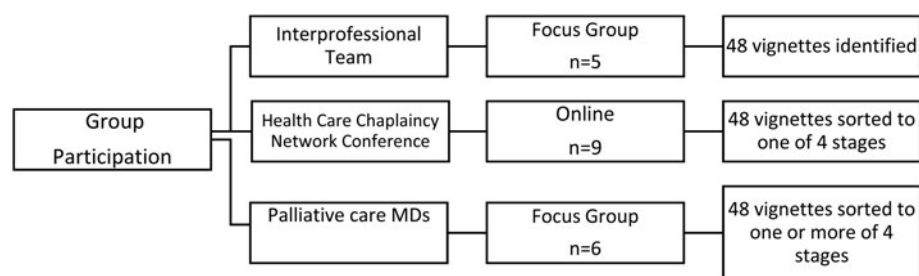 Interprofessional
Team
Focus Group
n=5
48 vignettes identified
Group
Participation
Health Care Chaplaincy
Network Conference
Online
n=9
48 vignettes sorted to
one of 4 stages
Palliative care MDs
Focus Group
n=6
48 vignettes sorted to
one or more of 4
stages